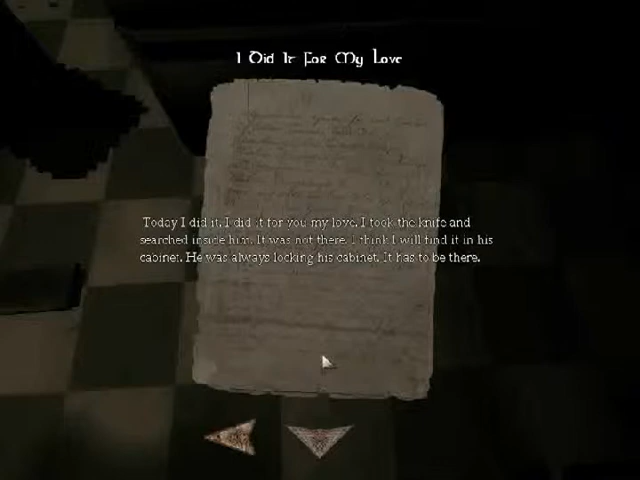 I Did It For My Love
Today I did it. I did it for you my love. I took the knife and
searched inside him. It was not there. I think I will find it in his
cabinet. He was always locking his cabinet. It has to be there.